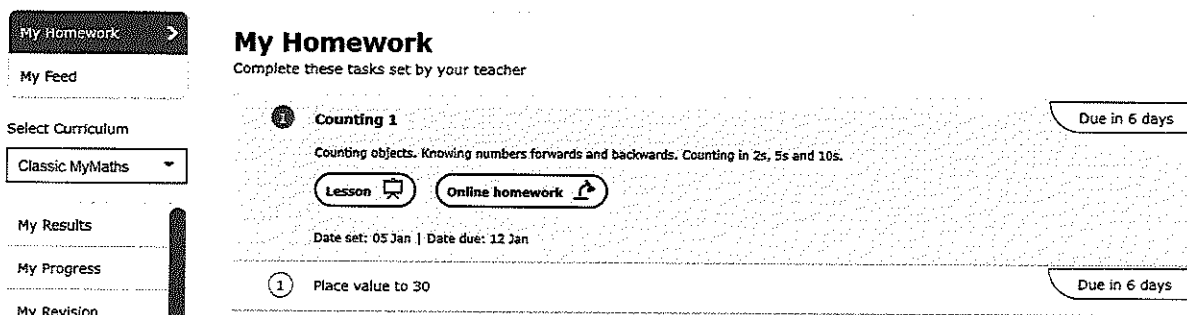 My Homework
My Feed
Select Curriculum
Classic MyMaths
My Results
My Progress
My Revision
My Homework
Complete these tasks set by your teacher
1 Counting 1
Due in 6 days
Counting objects. Knowing numbers forwards and backwards. Counting in 2s, 5s and 10s.
Lesson
Online homework
Date set: 05 Jan | Date due: 12 Jan
1 Place value to 30
Due in 6 days